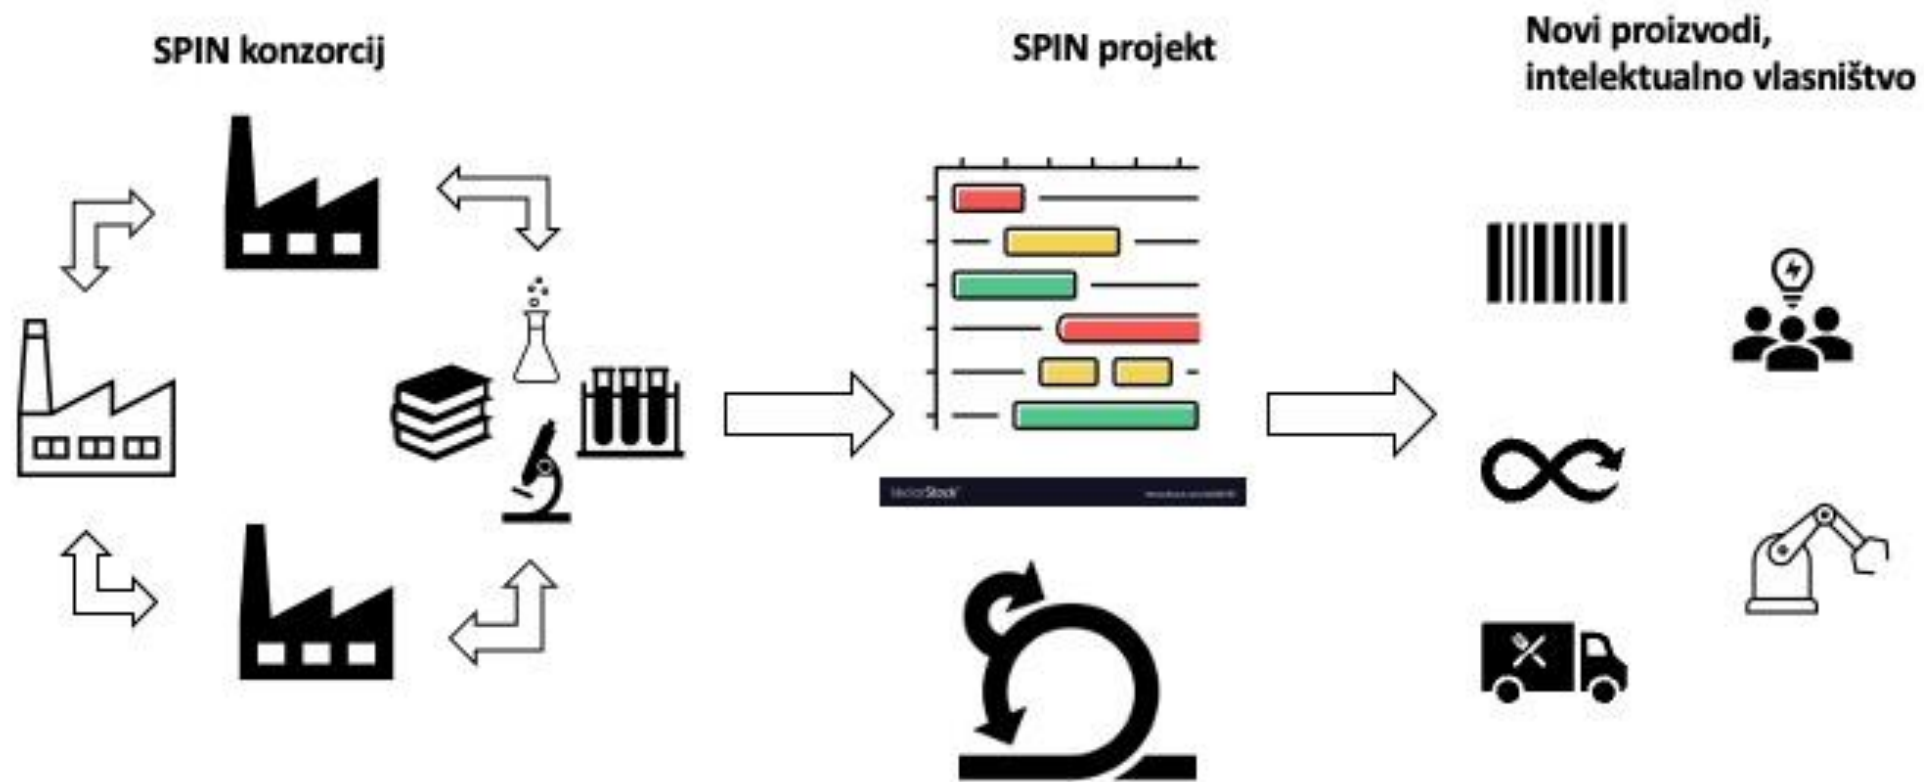 SPIN konzorcij
SPIN projekt
Novi proizvodi,
intelektualno vlasništvo
VectorStock